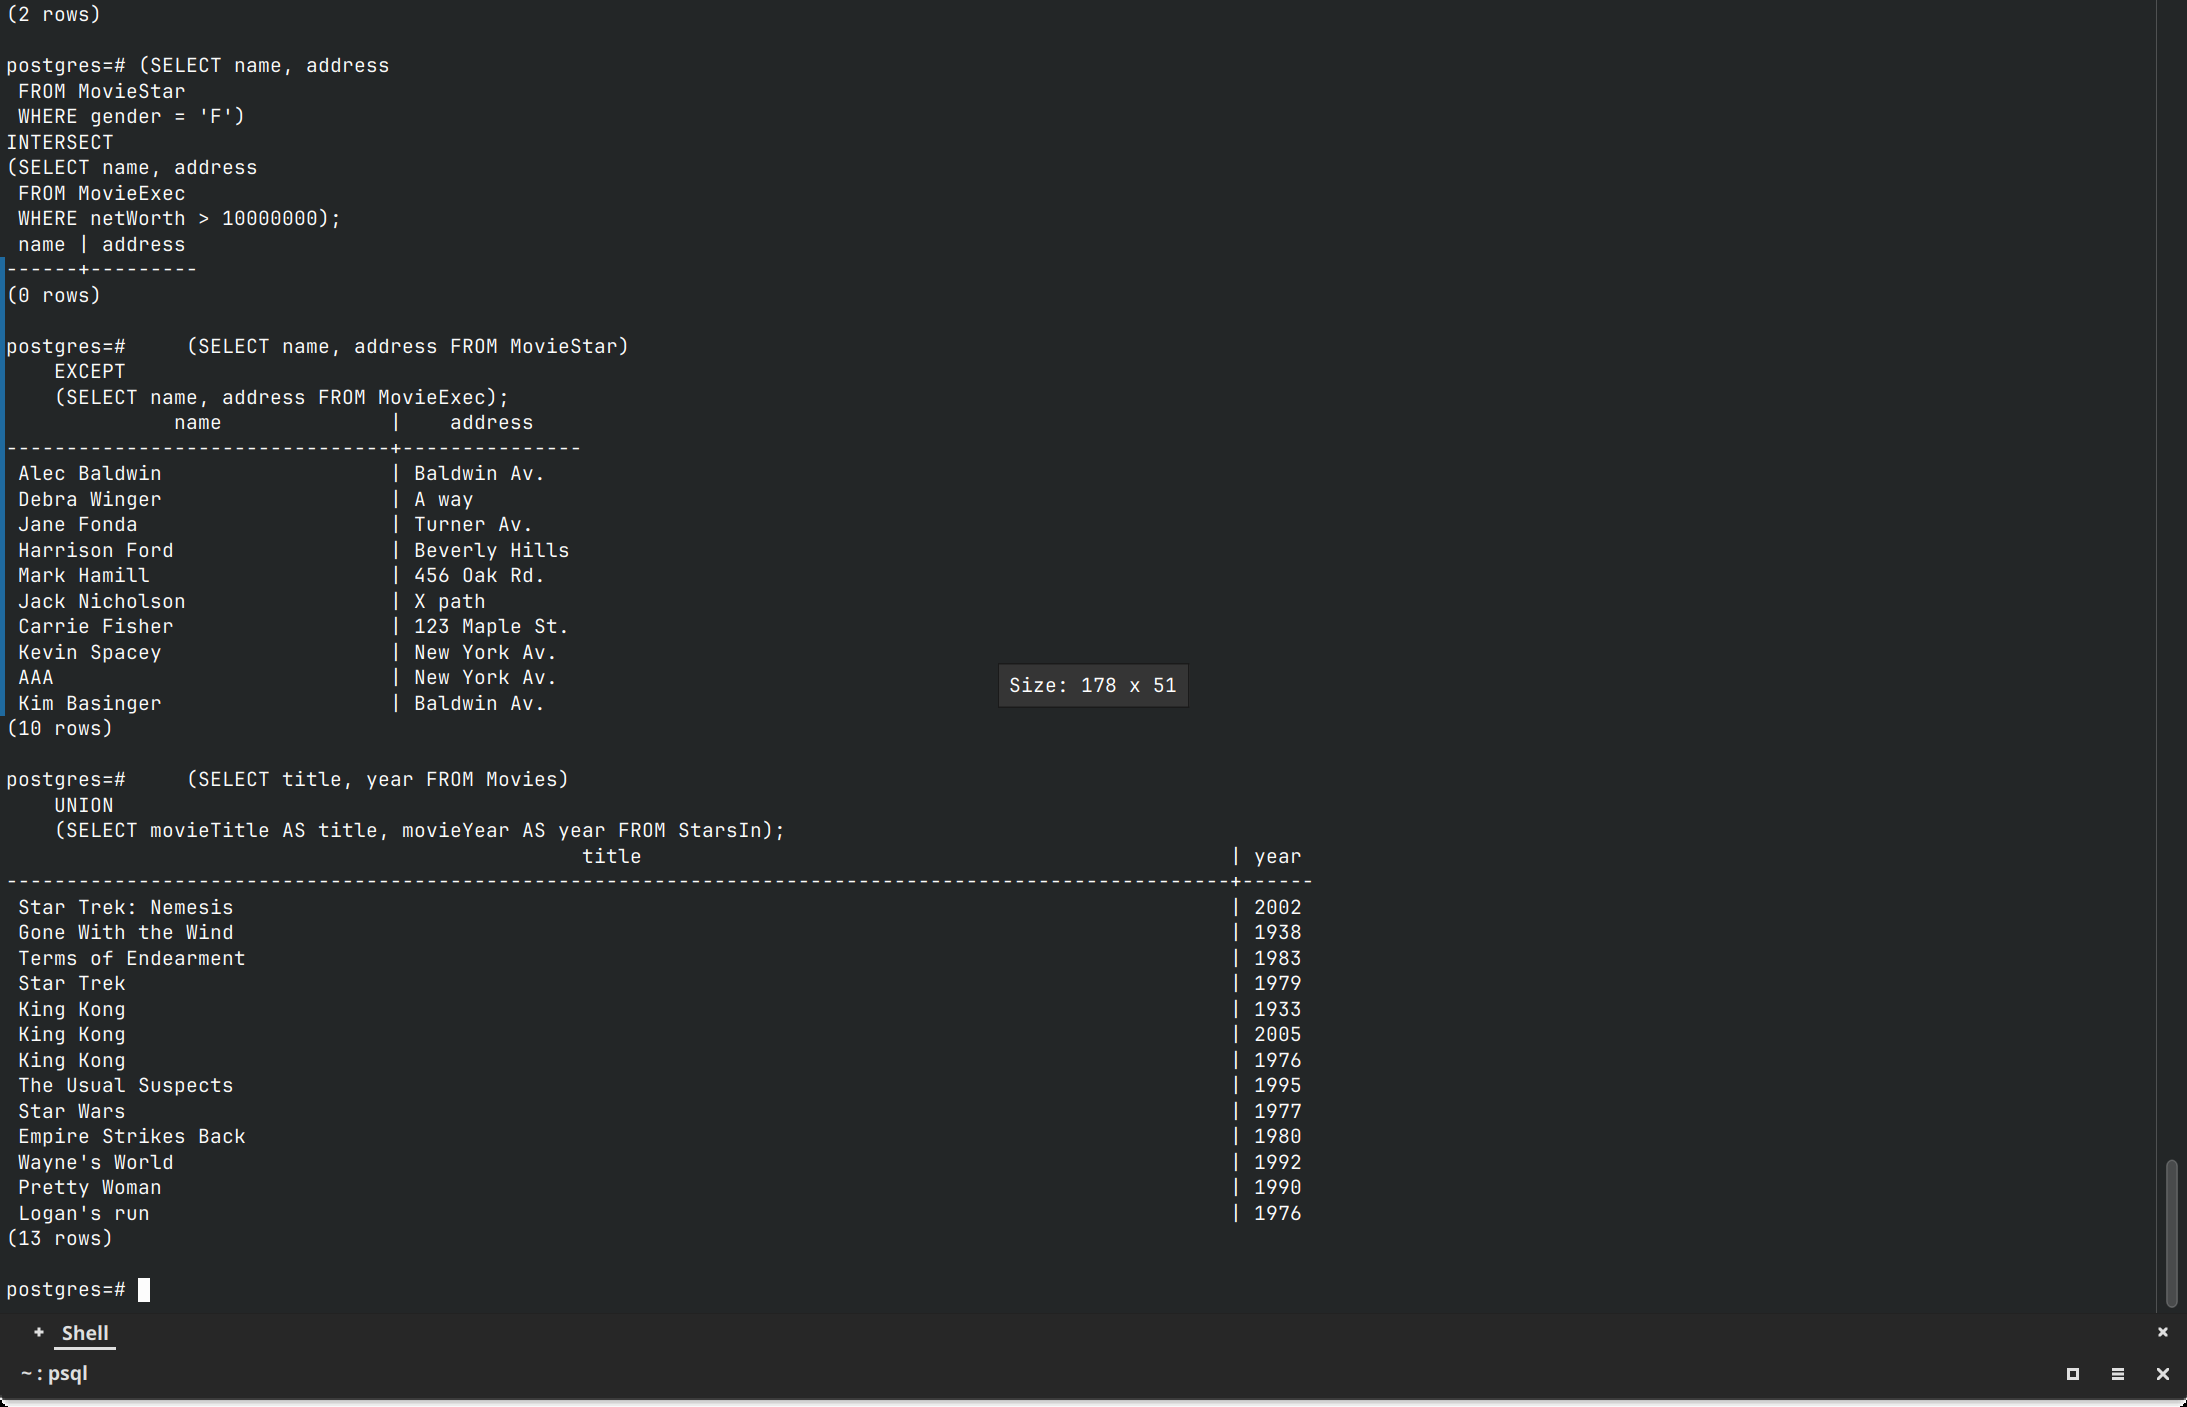 (2 rows)
postgres=# (SELECT name, address
 FROM MovieStar
 WHERE gender = 'F')
INTERSECT
(SELECT name, address
 FROM MovieExec
 WHERE netWorth > 10000000);
 name | address
------+---------
(0 rows)
postgres=#     (SELECT name, address FROM MovieStar)
    EXCEPT
    (SELECT name, address FROM MovieExec);
              name              |    address
--------------------------------+---------------
 Alec Baldwin                   | Baldwin Av.
 Debra Winger                   | A way
 Jane Fonda                     | Turner Av.
 Harrison Ford                  | Beverly Hills
 Mark Hamill                    | 456 Oak Rd.
 Jack Nicholson                 | X path
 Carrie Fisher                  | 123 Maple St.
 Kevin Spacey                   | New York Av.
 AAA                            | New York Av.
 Kim Basinger                   | Baldwin Av.
(10 rows)
Size: 178 x 51
postgres=#     (SELECT title, year FROM Movies)
    UNION
    (SELECT movieTitle AS title, movieYear AS year FROM StarsIn);
                                                title                                                 | year
------------------------------------------------------------------------------------------------------+------
 Star Trek: Nemesis                                                                                   | 2002
 Gone With the Wind                                                                                   | 1938
 Terms of Endearment                                                                                  | 1983
 Star Trek                                                                                            | 1979
 King Kong                                                                                            | 1933
 King Kong                                                                                            | 2005
 King Kong                                                                                            | 1976
 The Usual Suspects                                                                                   | 1995
 Star Wars                                                                                            | 1977
 Empire Strikes Back                                                                                  | 1980
 Wayne's World                                                                                        | 1992
 Pretty Woman                                                                                         | 1990
 Logan's run                                                                                          | 1976
(13 rows)
postgres=#
Shell
~ : psql